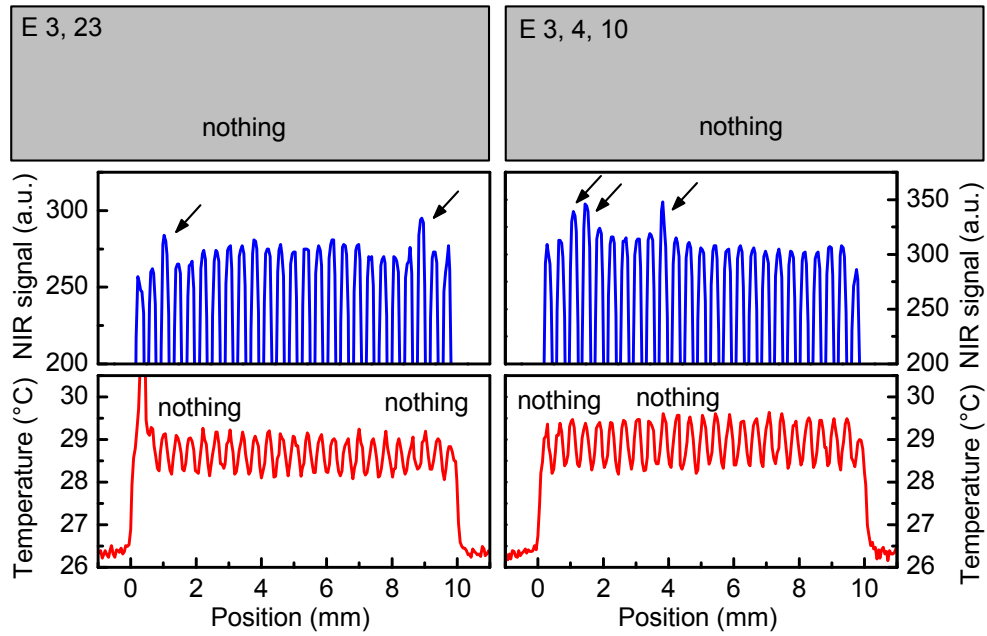 E 3, 23
nothing
E 3, 4, 10
nothing
NIR signal (a.u.)
300
250
200
350
300
250
200
NIR signal (a.u.)
Temperature (°C)
30
29
28
27
26
nothing
nothing
nothing
nothing
30
29
28
27
26
Temperature (°C)
0 2 4 6 8 10
Position (mm)
0 2 4 6 8 10
Position (mm)